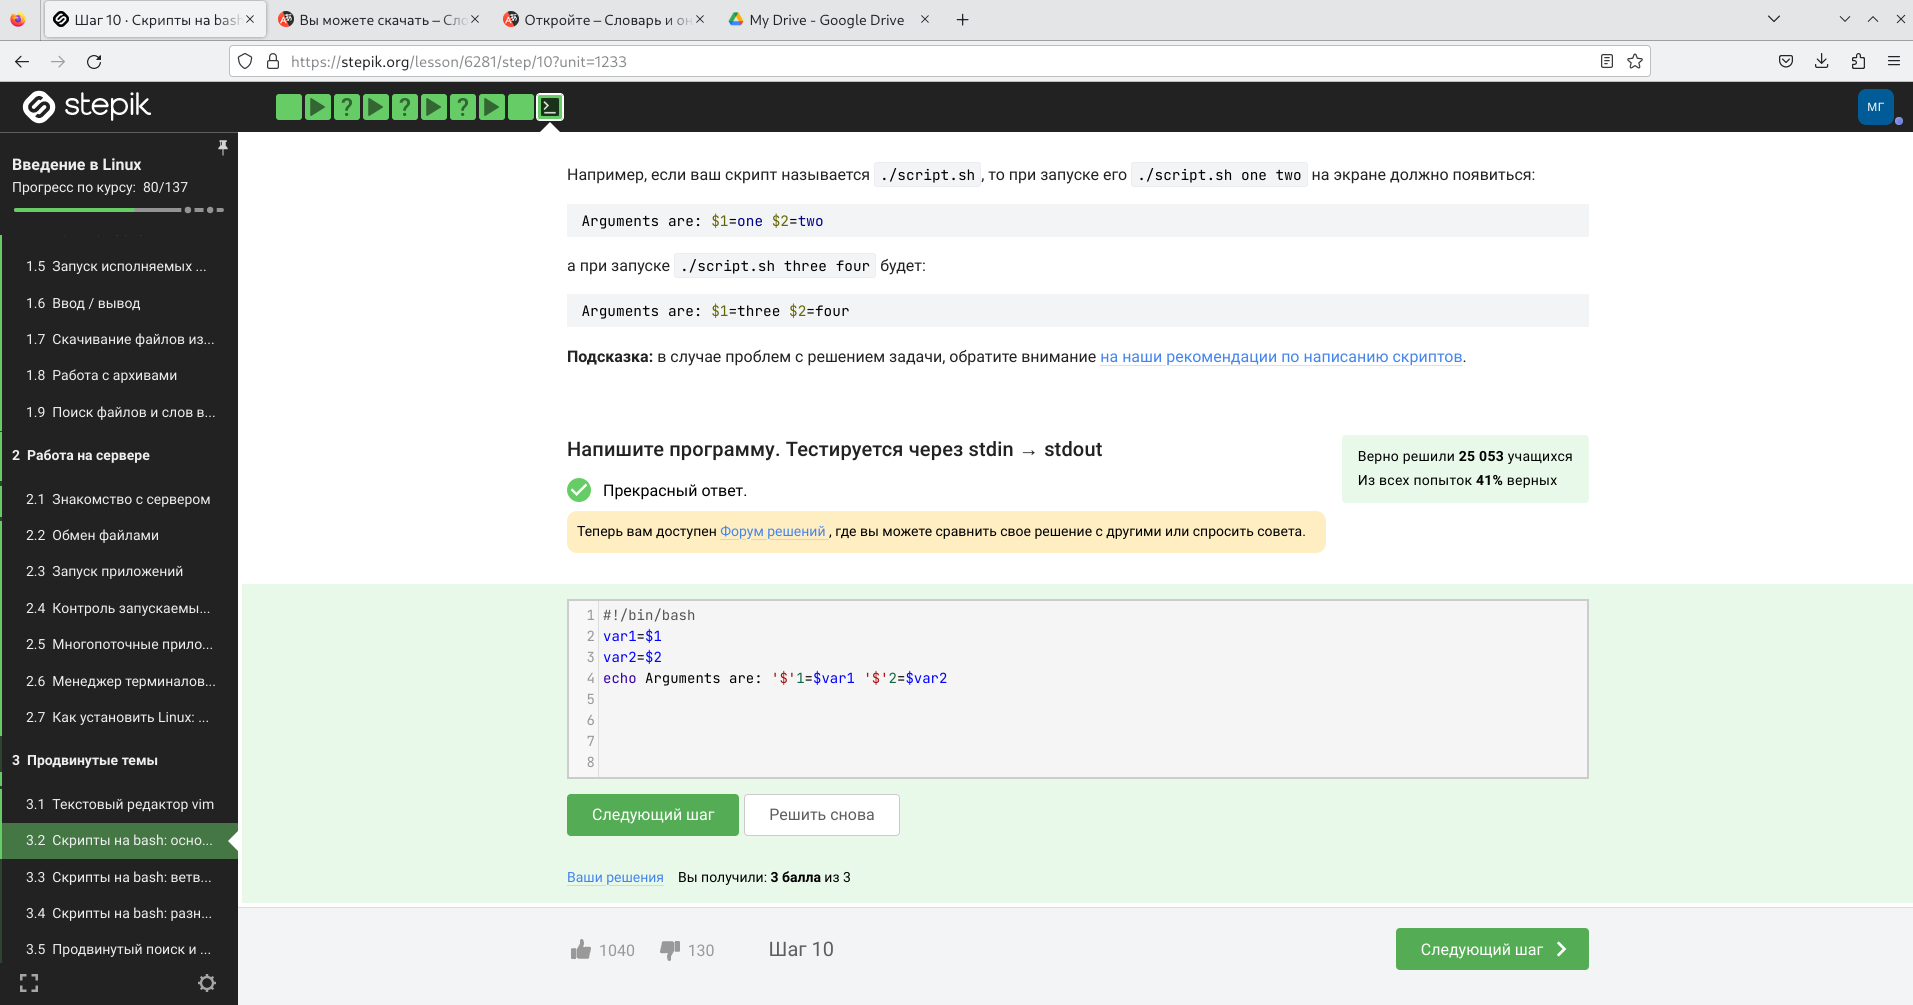 Шаг 10 · Скрипты на bash
Вы можете скачать – Сло
Откройте – Словарь и он
My Drive - Google Drive
https://stepik.org/lesson/6281/step/10?unit=1233
stepik
МГ
Введение в Linux
Прогресс по курсу: 80/137
1.5 Запуск исполняемых ...
1.6 Ввод / вывод
1.7 Скачивание файлов из...
1.8 Работа с архивами
1.9 Поиск файлов и слов в...
2 Работа на сервере
2.1 Знакомство с сервером
2.2 Обмен файлами
2.3 Запуск приложений
2.4 Контроль запускаемы...
2.5 Многопоточные прило...
2.6 Менеджер терминалов...
2.7 Как установить Linux: ...
3 Продвинутые темы
3.1 Текстовый редактор vim
3.2 Скрипты на bash: осно...
3.3 Скрипты на bash: ветв...
3.4 Скрипты на bash: разн...
3.5 Продвинутый поиск и ...
Например, если ваш скрипт называется ./script.sh, то при запуске его ./script.sh one two на экране должно появиться:
Arguments are: $1=one $2=two
а при запуске ./script.sh three four будет:
Arguments are: $1=three $2=four
Подсказка: в случае проблем с решением задачи, обратите внимание на наши рекомендации по написанию скриптов.
Напишите программу. Тестируется через stdin → stdout
Верно решили 25 053 учащихся
Из всех попыток 41% верных
Прекрасный ответ.
Теперь вам доступен Форум решений, где вы можете сравнить свое решение с другими или спросить совета.
1 #!/bin/bash
2 var1=$1
3 var2=$2
4 echo Arguments are: '$'1=$var1 '$'2=$var2
5
6
7
8
Следующий шаг
Решить снова
Ваши решения Вы получили: 3 балла из 3
1040 130 Шаг 10
Следующий шаг